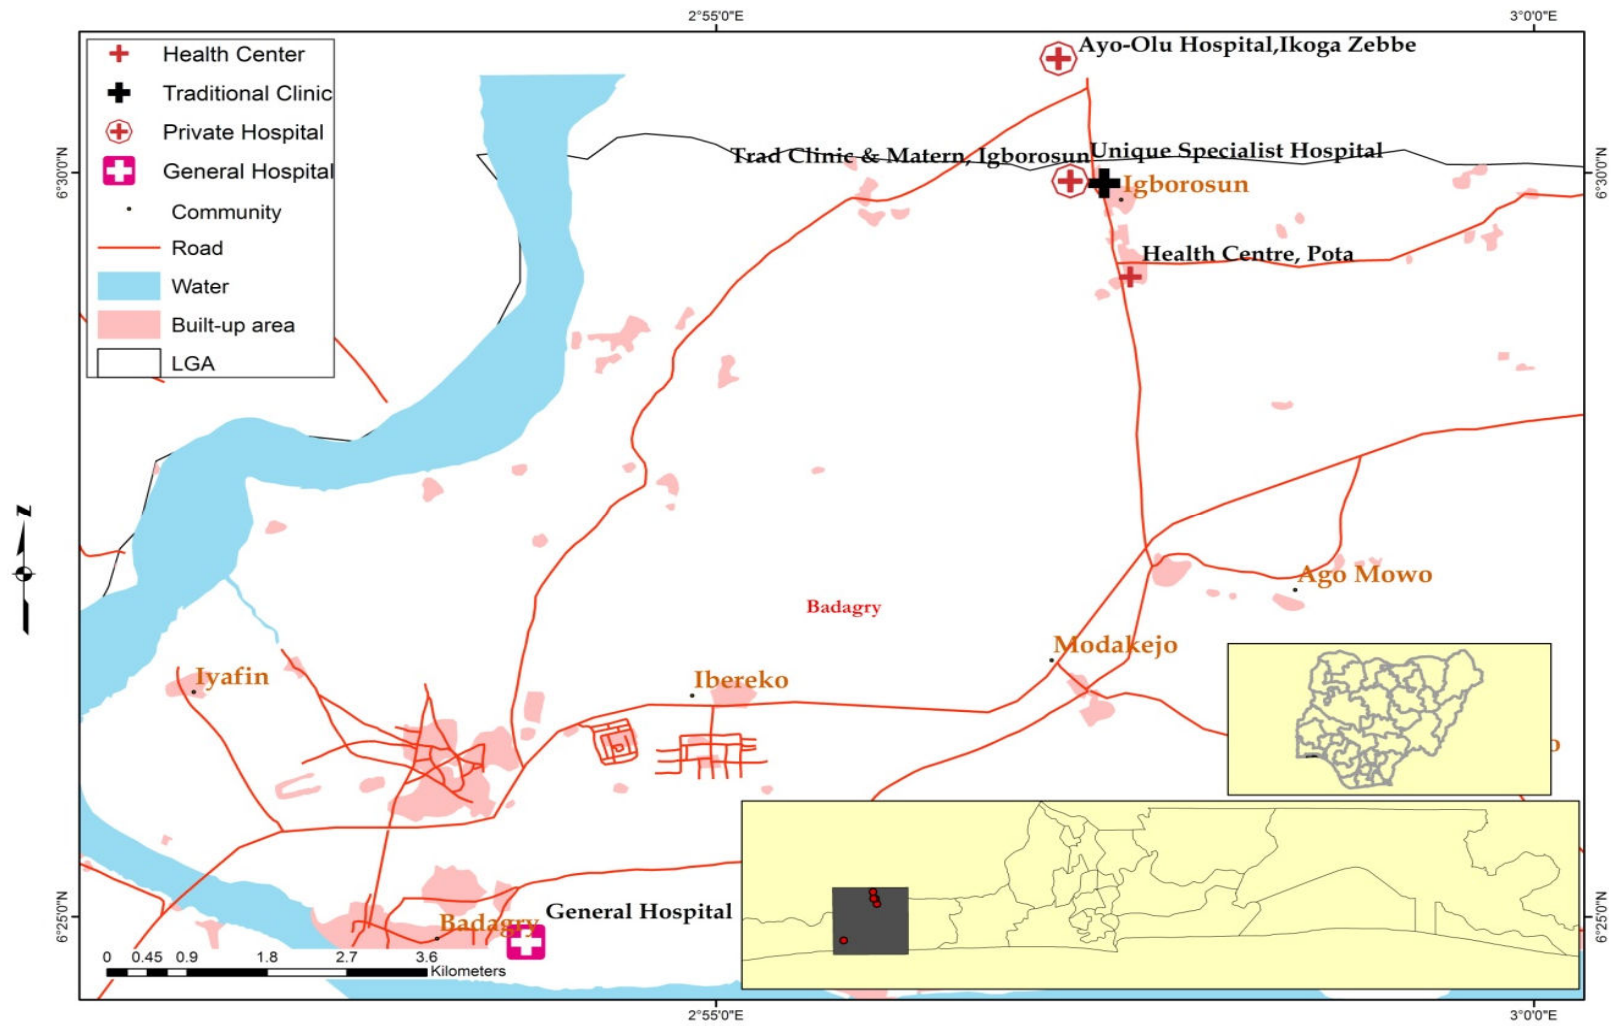 2°55'0"E
3°0'0"E
Health Center
Traditional Clinic
Private Hospital
General Hospital
Community
Road
Water
Built-up area
LGA
Ayo-Olu Hospital,Ikoga Zebbe
Trad Clinic & Matern, Igborosun
Unique Specialist Hospital
Igborosun
Health Centre, Pota
6°30'0"N
6°30'0"N
z
Ago Mowo
Badagry
Modakejo
Iyafin
Ibereko
o
Badagry
General Hospital
6°25'0"N
6°25'0"N
0 0.45 0.9 1.8 2.7 3.6
Kilometers
2°55'0"E
3°0'0"E